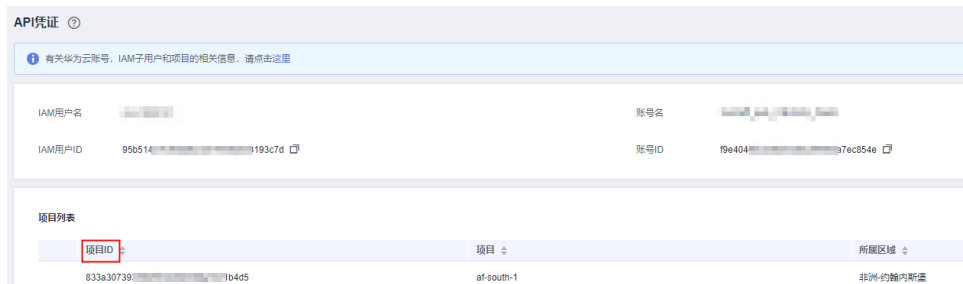 API凭证
有关华为云账号，IAM子用户和项目的相关信息，请点击这里
IAM用户名 账号名
IAM用户ID 95b514 193c7d 账号ID f9e404 a7ec854e
项目列表
项目ID 项目 所属区域
833a30739 1b4d5 af-south-1 非洲-约翰内斯堡